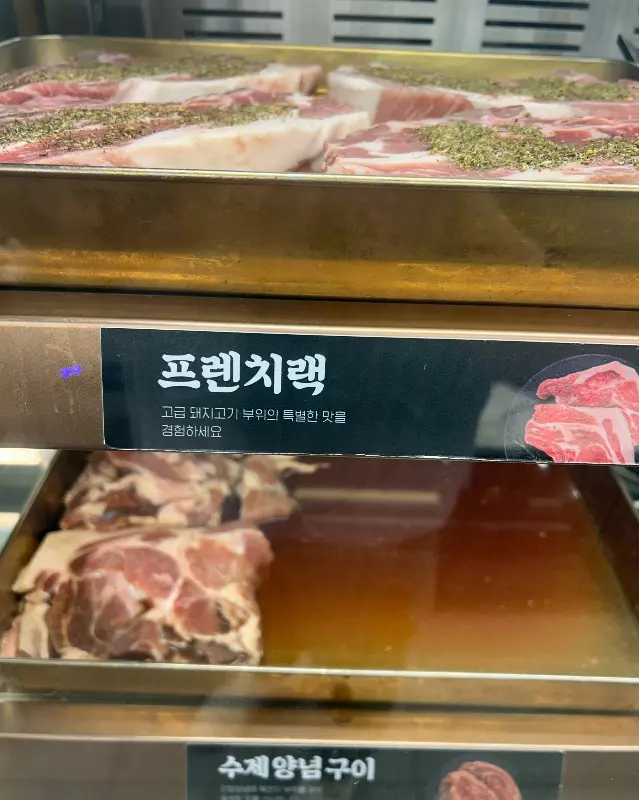 프렌치랙
고급 돼지고기 부위의 특별한 맛을
경험하세요
수제양념구이